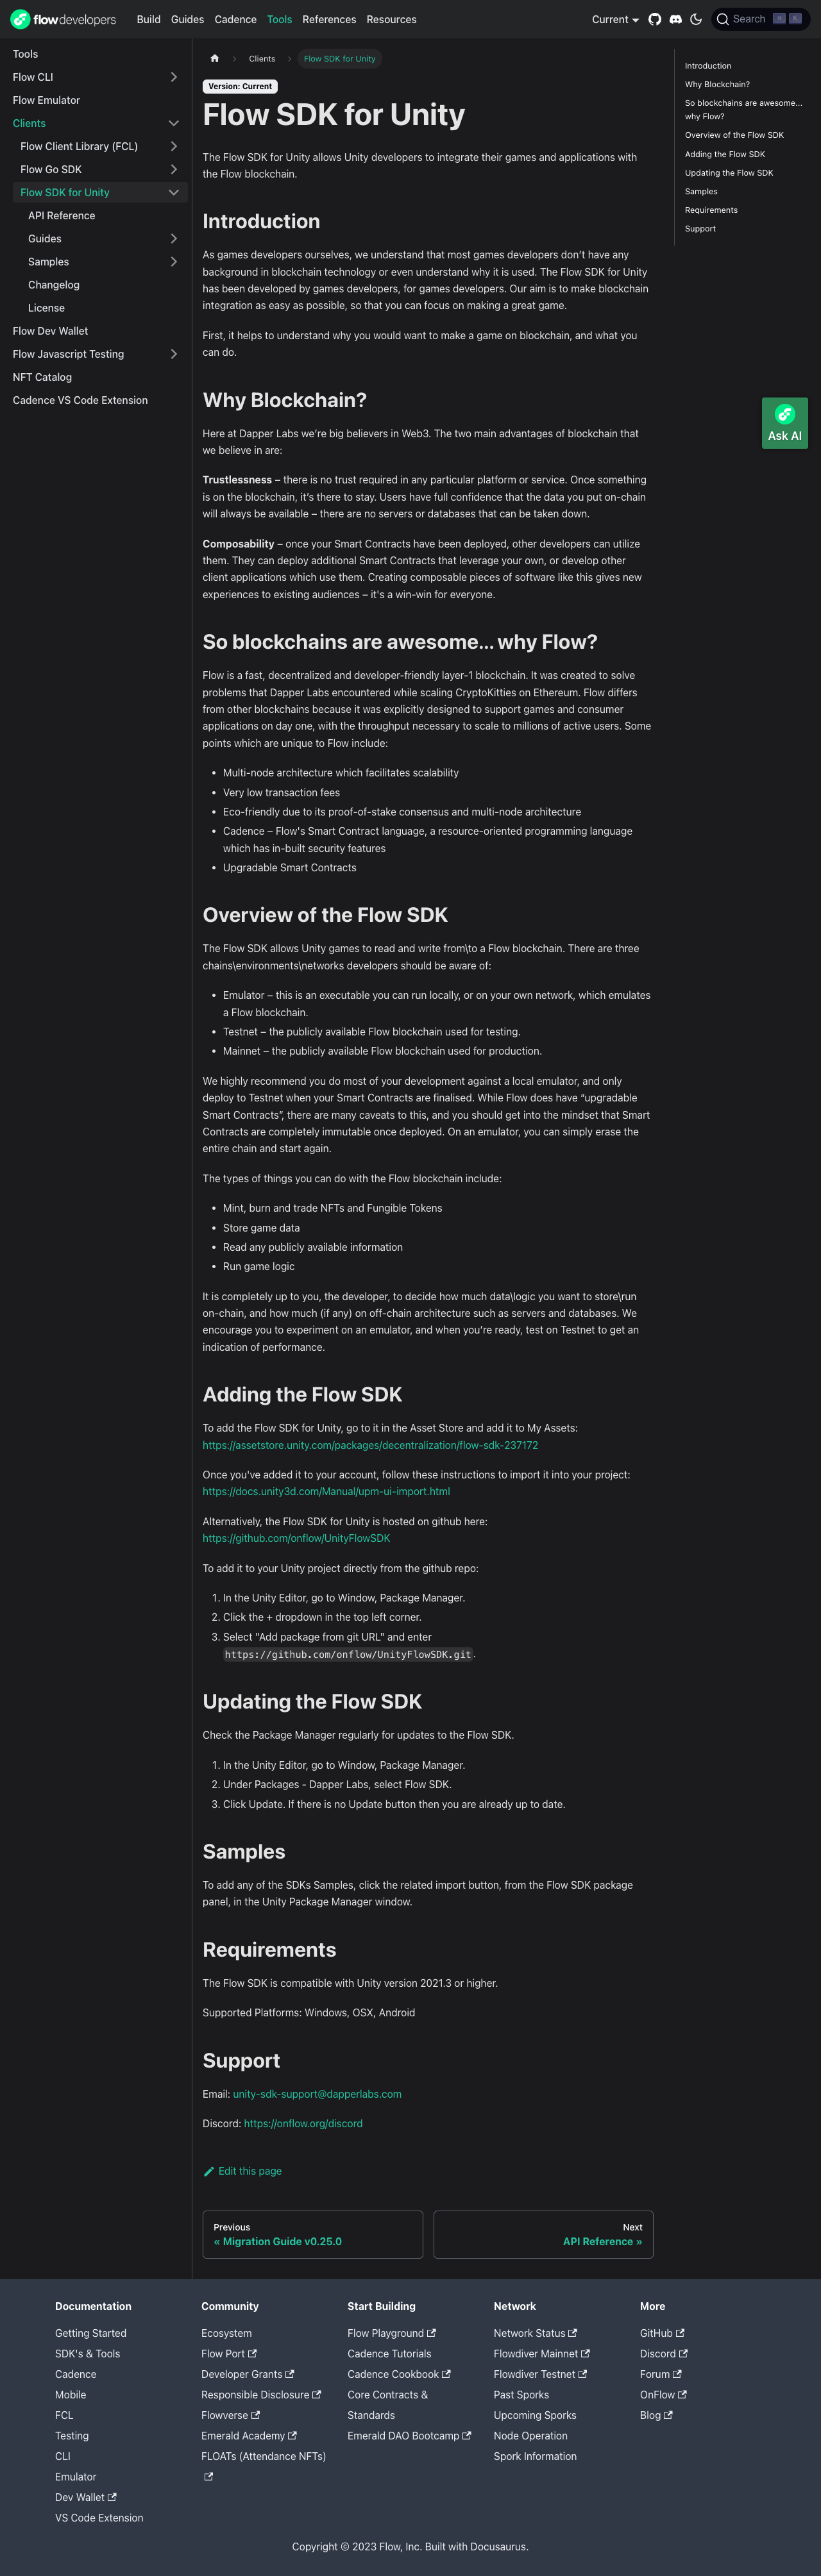 flowdevelopers Build Guides Cadence Tools References Resources Current Search
Tools
Flow CLI
Flow Emulator
Clients
Flow Client Library (FCL)
Flow Go SDK
Flow SDK for Unity
API Reference
Guides
Samples
Changelog
License
Flow Dev Wallet
Flow Javascript Testing
NFT Catalog
Cadence VS Code Extension
Clients
Flow SDK for Unity
Version: Current
Flow SDK for Unity
The Flow SDK for Unity allows Unity developers to integrate their games and applications with
the Flow blockchain.
Introduction
As games developers ourselves, we understand that most games developers don't have any
background in blockchain technology or even understand why it is used. The Flow SDK for Unity
has been developed by games developers, for games developers. Our aim is to make blockchain
integration as easy as possible, so that you can focus on making a great game.
First, it helps to understand why you would want to make a game on blockchain, and what you
can do.
Why Blockchain?
Here at Dapper Labs we're big believers in Web3. The two main advantages of blockchain that
we believe in are:
Trustlessness – there is no trust required in any particular platform or service. Once something
is on the blockchain, it's there to stay. Users have full confidence that the data you put on-chain
will always be available – there are no servers or databases that can be taken down.
Composability – once your Smart Contracts have been deployed, other developers can utilize
them. They can deploy additional Smart Contracts that leverage your own, or develop other
client applications which use them. Creating composable pieces of software like this gives new
experiences to existing audiences – it's a win-win for everyone.
So blockchains are awesome... why Flow?
Flow is a fast, decentralized and developer-friendly layer-1 blockchain. It was created to solve
problems that Dapper Labs encountered while scaling CryptoKitties on Ethereum. Flow differs
from other blockchains because it was explicitly designed to support games and consumer
applications on day one, with the throughput necessary to scale to millions of active users. Some
points which are unique to Flow include:
• Multi-node architecture which facilitates scalability
• Very low transaction fees
• Eco-friendly due to its proof-of-stake consensus and multi-node architecture
• Cadence – Flow's Smart Contract language, a resource-oriented programming language
which has in-built security features
• Upgradable Smart Contracts
Overview of the Flow SDK
The Flow SDK allows Unity games to read and write from\to a Flow blockchain. There are three
chains\environments\networks developers should be aware of:
• Emulator – this is an executable you can run locally, or on your own network, which emulates
a Flow blockchain.
• Testnet – the publicly available Flow blockchain used for testing.
• Mainnet – the publicly available Flow blockchain used for production.
We highly recommend you do most of your development against a local emulator, and only
deploy to Testnet when your Smart Contracts are finalised. While Flow does have “upgradable
Smart Contracts”, there are many caveats to this, and you should get into the mindset that Smart
Contracts are completely immutable once deployed. On an emulator, you can simply erase the
entire chain and start again.
The types of things you can do with the Flow blockchain include:
• Mint, burn and trade NFTs and Fungible Tokens
• Store game data
• Read any publicly available information
• Run game logic
It is completely up to you, the developer, to decide how much data\logic you want to store\run
on-chain, and how much (if any) on off-chain architecture such as servers and databases. We
encourage you to experiment on an emulator, and when you're ready, test on Testnet to get an
indication of performance.
Adding the Flow SDK
To add the Flow SDK for Unity, go to it in the Asset Store and add it to My Assets:
https://assetstore.unity.com/packages/decentralization/flow-sdk-237172
Once you've added it to your account, follow these instructions to import it into your project:
https://docs.unity3d.com/Manual/upm-ui-import.html
Alternatively, the Flow SDK for Unity is hosted on github here:
https://github.com/onflow/UnityFlowSDK
To add it to your Unity project directly from the github repo:
1. In the Unity Editor, go to Window, Package Manager.
2. Click the + dropdown in the top left corner.
3. Select "Add package from git URL" and enter
https://github.com/onflow/UnityFlowSDK.git.
Updating the Flow SDK
Check the Package Manager regularly for updates to the Flow SDK.
1. In the Unity Editor, go to Window, Package Manager.
2. Under Packages - Dapper Labs, select Flow SDK.
3. Click Update. If there is no Update button then you are already up to date.
Samples
To add any of the SDKs Samples, click the related import button, from the Flow SDK package
panel, in the Unity Package Manager window.
Requirements
The Flow SDK is compatible with Unity version 2021.3 or higher.
Supported Platforms: Windows, OSX, Android
Support
Email: unity-sdk-support@dapperlabs.com
Discord: https://onflow.org/discord
Edit this page
Previous
« Migration Guide v0.25.0
Next
API Reference »
Introduction
Why Blockchain?
So blockchains are awesome...
why Flow?
Overview of the Flow SDK
Adding the Flow SDK
Updating the Flow SDK
Samples
Requirements
Support
Ask AI
Documentation
Getting Started
SDK's & Tools
Cadence
Mobile
FCL
Testing
CLI
Emulator
Dev Wallet
VS Code Extension
Community
Ecosystem
Flow Port
Developer Grants
Responsible Disclosure
Flowverse
Emerald Academy
FLOATs (Attendance NFTs)
Start Building
Flow Playground
Cadence Tutorials
Cadence Cookbook
Core Contracts &
Standards
Emerald DAO Bootcamp
Network
Network Status
Flowdiver Mainnet
Flowdiver Testnet
Past Sporks
Upcoming Sporks
Node Operation
Spork Information
More
GitHub
Discord
Forum
OnFlow
Blog
Copyright © 2023 Flow, Inc. Built with Docusaurus.